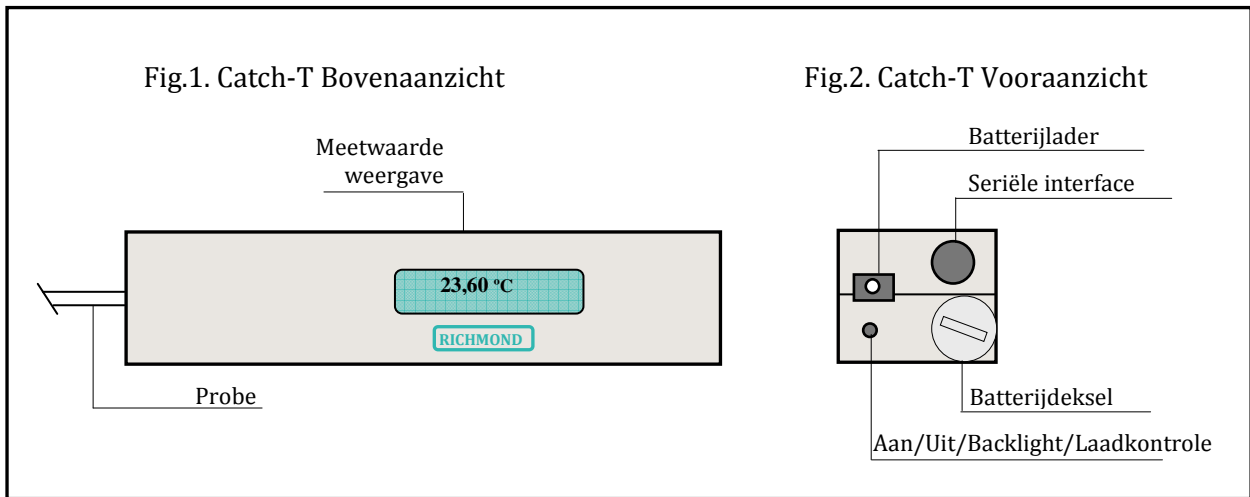 Fig.1. Catch-T Bovenaanzicht
Meetwaarde
weergave
23,60 ºC
RICHMOND
Probe
Fig.2. Catch-T Vooraanzicht
Batterijlader
Seriële interface
Batterijdeksel
Aan/Uit/Backlight/Laadkontrole